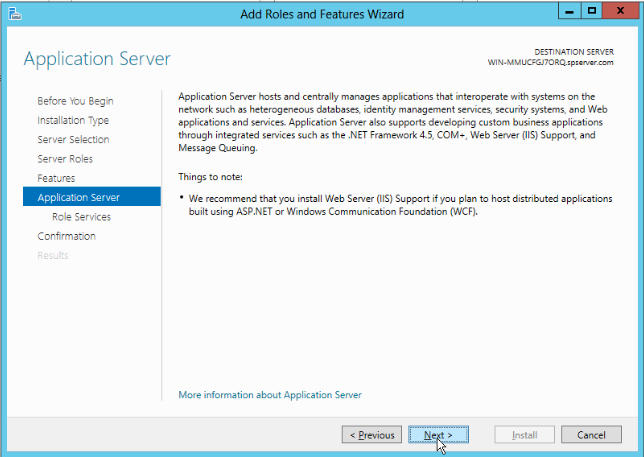 Add Roles and Features Wizard
Application Server
DESTINATION SERVER
WIN-MMUCFGJ7ORQ.spserver.com
Before You Begin
Installation Type
Server Selection
Server Roles
Features
Application Server
Role Services
Confirmation
Results
Application Server hosts and centrally manages applications that interoperate with systems on the
network such as heterogeneous databases, identity management services, security systems, and Web
applications and services. Application Server also supports developing custom business applications
through integrated services such as the .NET Framework 4.5, COM+, Web Server (IIS) Support, and
Message Queuing.
Things to note:
• We recommend that you install Web Server (IIS) Support if you plan to host distributed applications
built using ASP.NET or Windows Communication Foundation (WCF).
More information about Application Server
< Previous
Next >
Install
Cancel